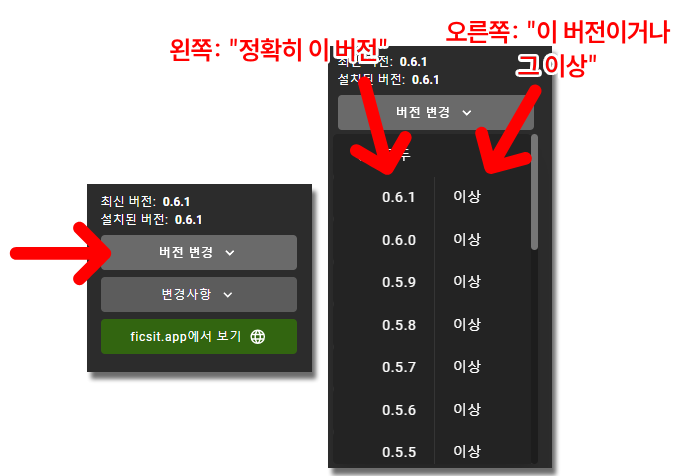 왼쪽: "정확히 이 버전"
오른쪽: "이 버전이거나
그 이상"
최신 버전: 0.6.1
설치된 버전: 0.6.1
버전 변경
변경사항
ficsit.app에서 보기
버전: 0.6.1
설치된 버전: 0.6.1
버전 변경
0.6.1 이상
0.6.0 이상
0.5.9 이상
0.5.8 이상
0.5.7 이상
0.5.6 이상
0.5.5 이상